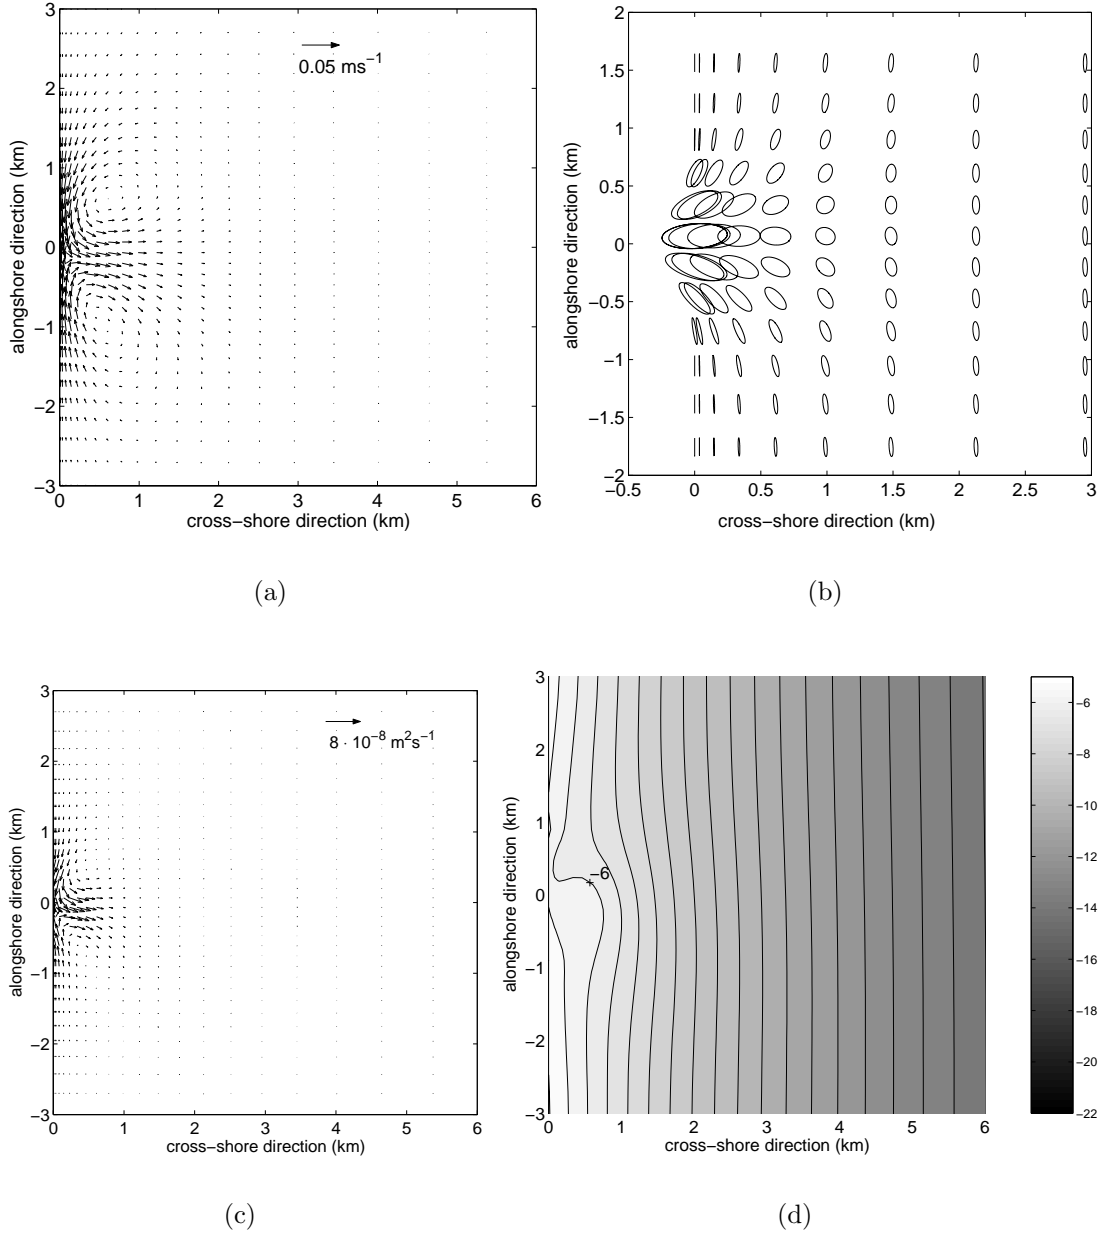 3
2
1
0
−1
−2
−3
0 1 2 3 4 5 6
alongshore direction (km)
cross−shore direction (km)
0.05 ms⁻¹
(a)
2
1.5
1
0.5
0
−0.5
−1
−1.5
−2
−0.5 0 0.5 1 1.5 2 2.5 3
alongshore direction (km)
cross−shore direction (km)
(b)
3
2
1
0
−1
−2
−3
0 1 2 3 4 5 6
alongshore direction (km)
cross−shore direction (km)
8 · 10⁻⁸ m²s⁻¹
(c)
3
2
1
0
−1
−2
−3
0 1 2 3 4 5 6
alongshore direction (km)
cross−shore direction (km)
−6
−6
−8
−10
−12
−14
−16
−18
−20
−22
(d)